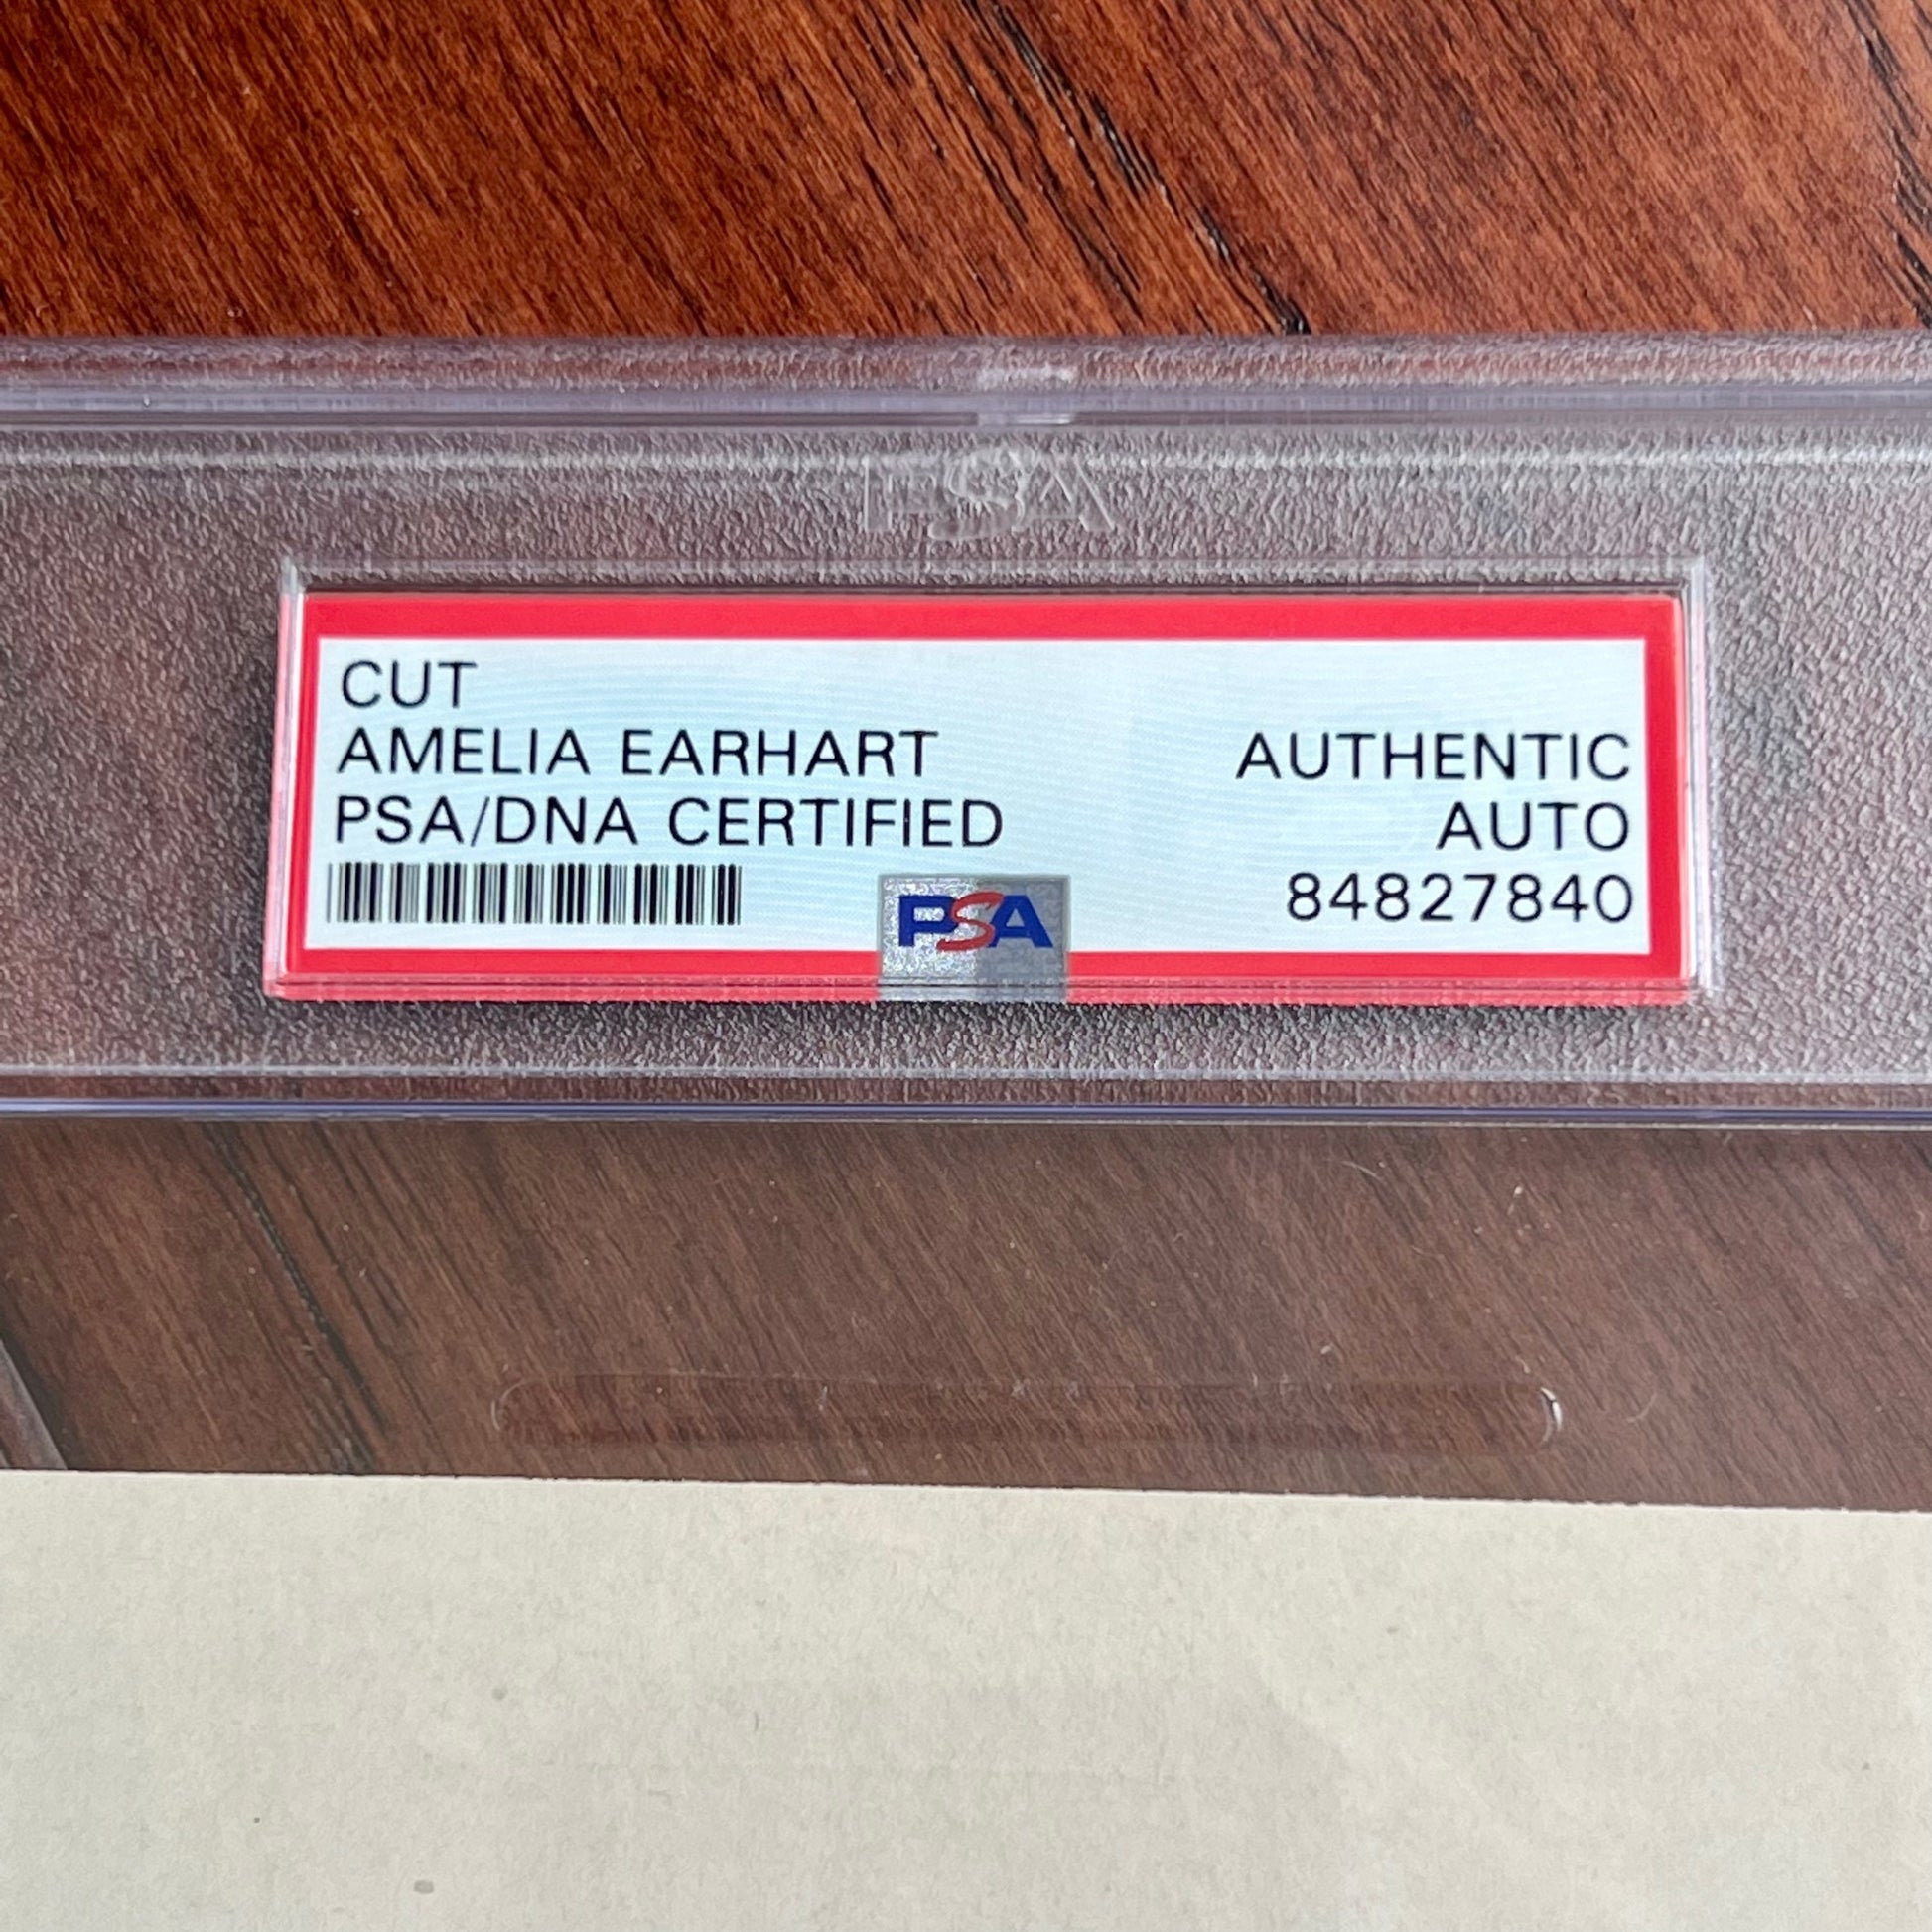 PSA
CUT
AMELIA EARHART
PSA/DNA CERTIFIED
AUTHENTIC
AUTO
84827840
PSA